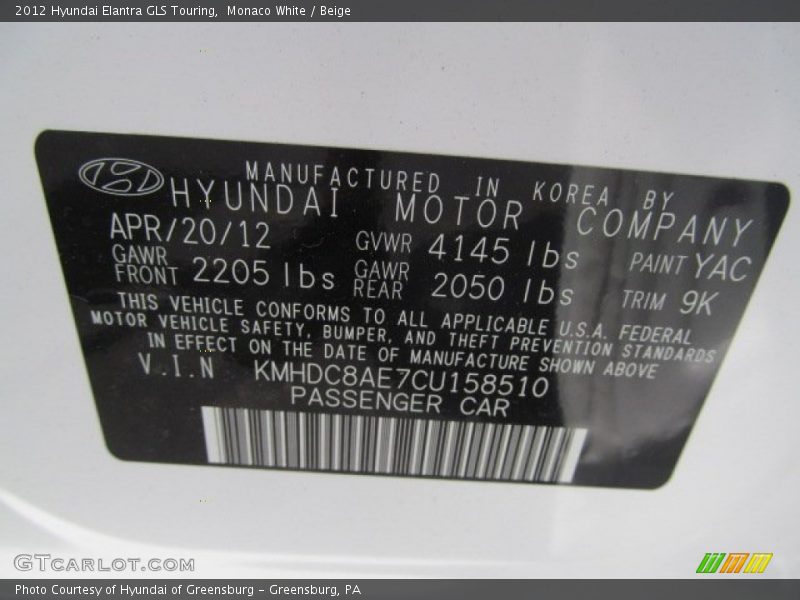 2012 Hyundai Elantra GLS Touring, Monaco White / Beige
MANUFACTURED IN KOREA BY
HYUNDAI MOTOR COMPANY
APR/20/12 GVWR 4145 lbs PAINT YAC
GAWR FRONT 2205 lbs GAWR REAR 2050 lbs TRIM 9K
THIS VEHICLE CONFORMS TO ALL APPLICABLE U.S.A. FEDERAL
MOTOR VEHICLE SAFETY, BUMPER, AND THEFT PREVENTION STANDARDS
IN EFFECT ON THE DATE OF MANUFACTURE SHOWN ABOVE
V.I.N KMHDC8AE7CU158510
PASSENGER CAR
GTCARLOT.COM
Photo Courtesy of Hyundai of Greensburg - Greensburg, PA